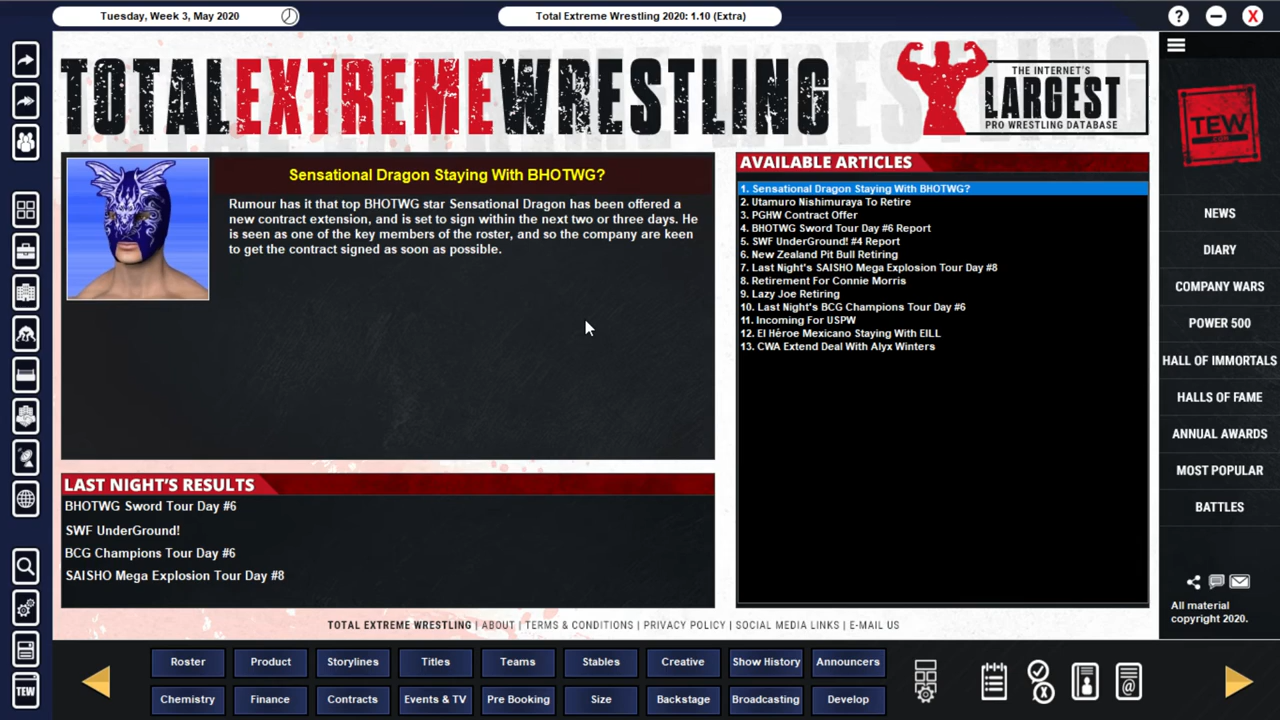 Tuesday, Week 3, May 2020
Total Extreme Wrestling 2020: 1.10 (Extra)
?
X
TOTALEXTREMEWRESTLING
THE INTERNET'S
LARGEST
PRO WRESTLING DATABASE
TEW
.COM
Sensational Dragon Staying With BHOTWG?
Rumour has it that top BHOTWG star Sensational Dragon has been offered a
new contract extension, and is set to sign within the next two or three days. He
is seen as one of the key members of the roster, and so the company are keen
to get the contract signed as soon as possible.
AVAILABLE ARTICLES
1. Sensational Dragon Staying With BHOTWG?
2. Utamuro Nishimuraya To Retire
3. PGHW Contract Offer
4. BHOTWG Sword Tour Day #6 Report
5. SWF UnderGround! #4 Report
6. New Zealand Pit Bull Retiring
7. Last Night's SAISHO Mega Explosion Tour Day #8
8. Retirement For Connie Morris
9. Lazy Joe Retiring
10. Last Night's BCG Champions Tour Day #6
11. Incoming For USPW
12. El Héroe Mexicano Staying With EILL
13. CWA Extend Deal With Alyx Winters
LAST NIGHT'S RESULTS
BHOTWG Sword Tour Day #6
SWF UnderGround!
BCG Champions Tour Day #6
SAISHO Mega Explosion Tour Day #8
NEWS
DIARY
COMPANY WARS
POWER 500
HALL OF IMMORTALS
HALLS OF FAME
ANNUAL AWARDS
MOST POPULAR
BATTLES
All material
copyright 2020.
TOTAL EXTREME WRESTLING | ABOUT | TERMS & CONDITIONS | PRIVACY POLICY | SOCIAL MEDIA LINKS | E-MAIL US
TEW
Roster
Product
Storylines
Titles
Teams
Stables
Creative
Show History
Announcers
Chemistry
Finance
Contracts
Events & TV
Pre Booking
Size
Backstage
Broadcasting
Develop